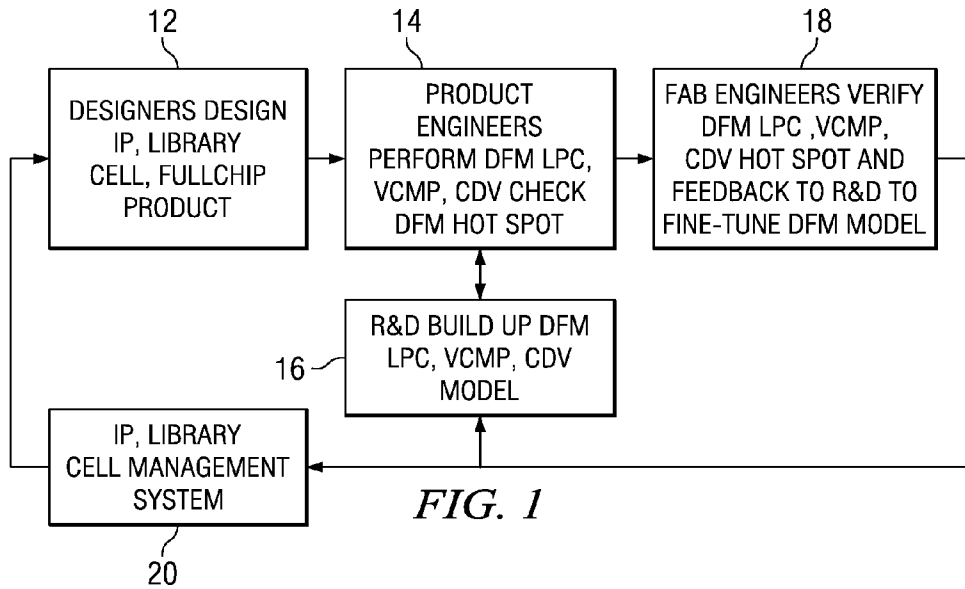 12
DESIGNERS DESIGN
IP, LIBRARY
CELL, FULLCHIP
PRODUCT
14
PRODUCT
ENGINEERS
PERFORM DFM LPC,
VCMP, CDV CHECK
DFM HOT SPOT
18
FAB ENGINEERS VERIFY
DFM LPC ,VCMP,
CDV HOT SPOT AND
FEEDBACK TO R&D TO
FINE-TUNE DFM MODEL
16
R&D BUILD UP DFM
LPC, VCMP, CDV
MODEL
IP, LIBRARY
CELL MANAGEMENT
SYSTEM
20
FIG. 1